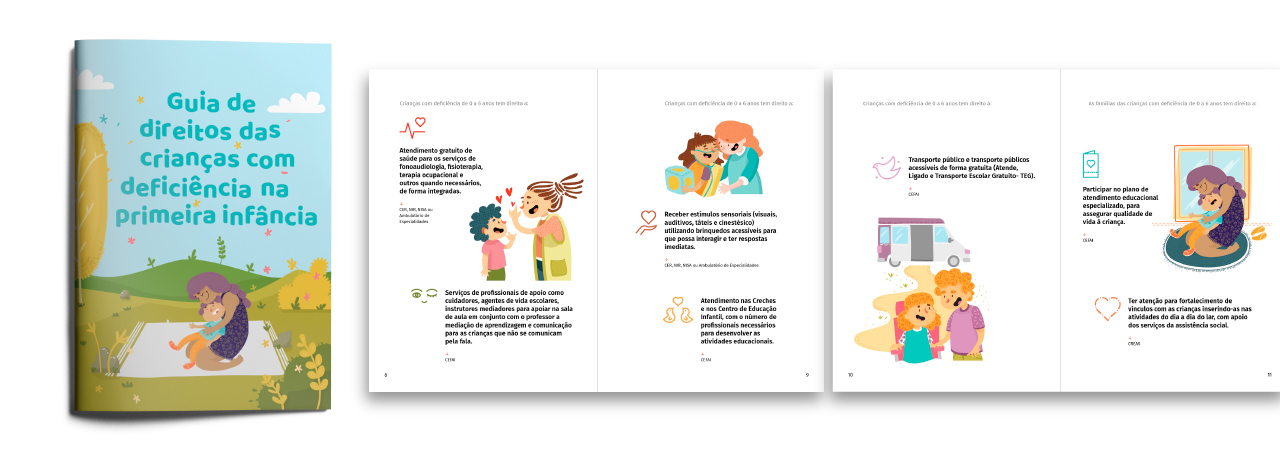 Guia de
direitos das
crianças com
deficiência na
primeira infância
Crianças com deficiência de 0 a 6 anos tem direito a:
Atendimento gratuito de
saúde para os serviços de
fonoaudiologia, fisioterapia,
terapia ocupacional e
outros quando necessários,
de forma integradas.
+
CER, NIR, NISA ou
Ambulatório de
Especialidades
Serviços de profissionais de apoio como
cuidadores, agentes de vida escolares,
instrutores mediadores para apoiar na sala
de aula em conjunto com o professor a
mediação de aprendizagem e comunicação
para as crianças que não se comunicam
pela fala.
+
CEFAI
8
Crianças com deficiência de 0 a 6 anos tem direito a:
Receber estímulos sensoriais (visuais,
auditivos, táteis e cinestésico)
utilizando brinquedos acessíveis para
que possa interagir e ter respostas
imediatas.
+
CER, NIR, NISA ou Ambulatório de Especialidades
Atendimento nas Creches
e nos Centro de Educação
Infantil, com o número de
profissionais necessários
para desenvolver as
atividades educacionais.
+
CEFAI
9
Crianças com deficiência de 0 a 6 anos tem direito a:
Transporte público e transporte públicos
acessíveis de forma gratuita (Atende,
Ligado e Transporte Escolar Gratuito- TEG).
+
CEFAI
10
As famílias das crianças com deficiência de 0 a 6 anos tem direito a:
Participar no plano de
atendimento educacional
especializado, para
assegurar qualidade de
vida à criança.
+
CEFAI
Ter atenção para fortalecimento de
vínculos com as crianças inserindo-as nas
atividades do dia a dia do lar, com apoio
dos serviços da assistência social.
+
CREAS
11